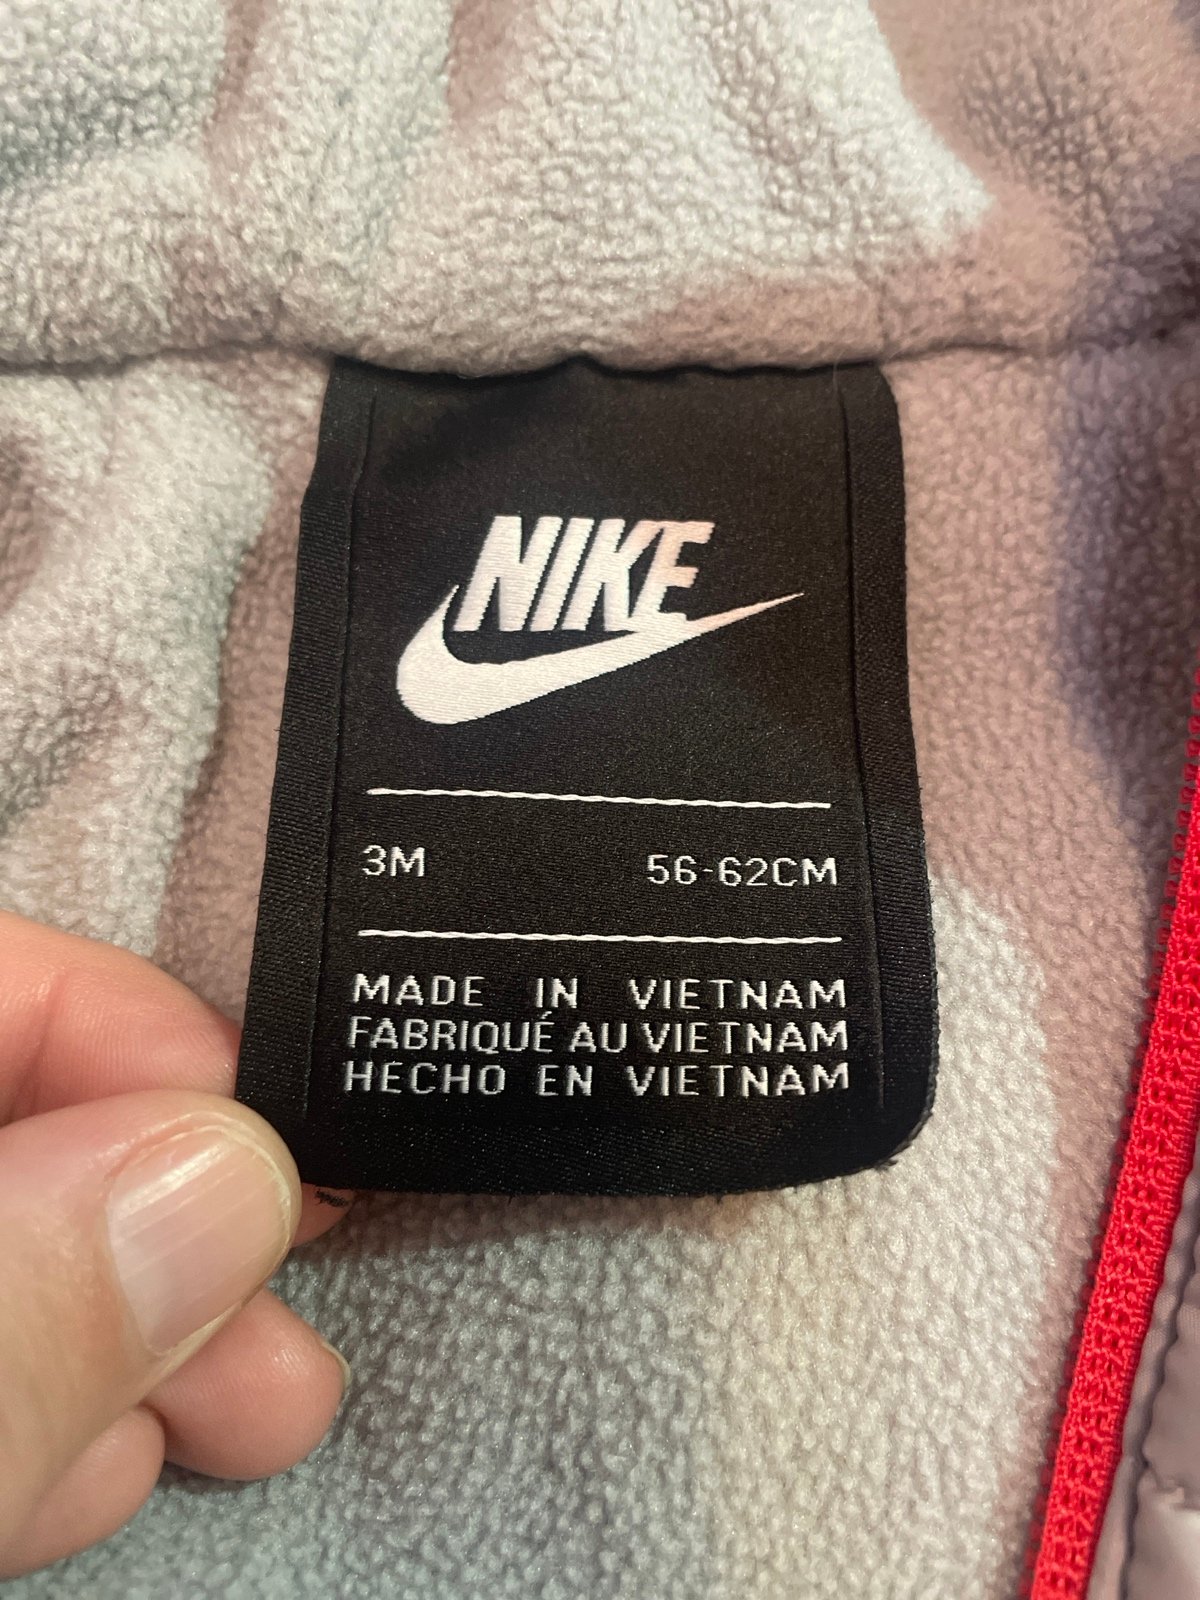 NIKE
3M 56-62CM
MADE IN VIETNAM
FABRIQUÉ AU VIETNAM
HECHO EN VIETNAM